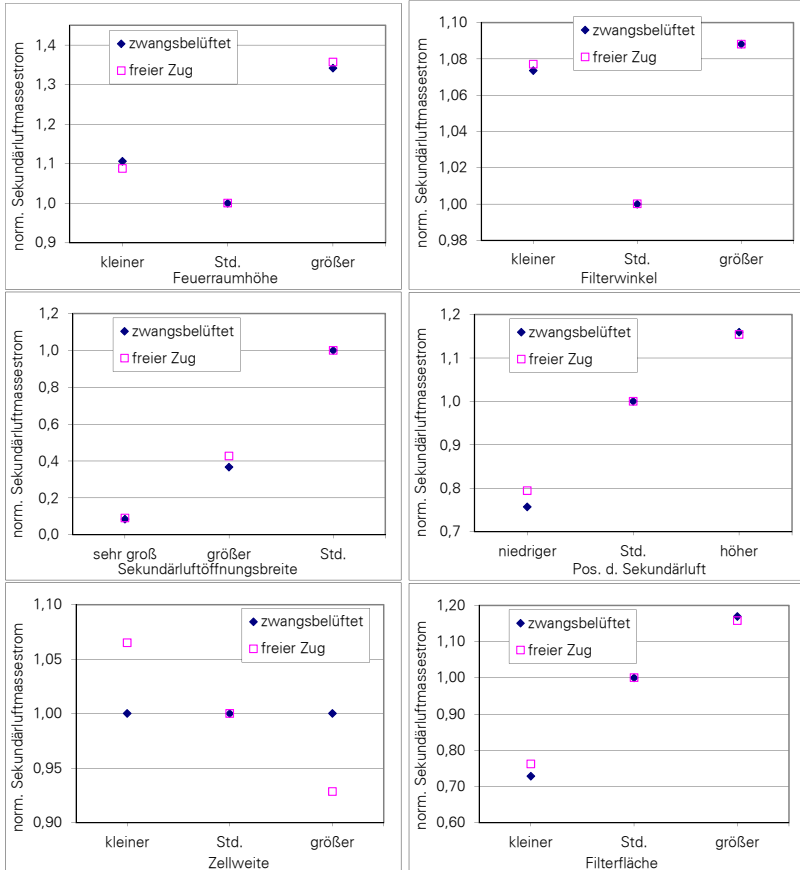 norm. Sekundärluftmassestrom
1,4
1,3
1,2
1,1
1,0
0,9
zwangsbelüftet
freier Zug
kleiner Std. größer
Feuerraumhöhe
norm. Sekundärluftmassestrom
1,10
1,08
1,06
1,04
1,02
1,00
0,98
zwangsbelüftet
freier Zug
kleiner Std. größer
Filterwinkel
norm. Sekundärluftmassestrom
1,2
1,0
0,8
0,6
0,4
0,2
0,0
zwangsbelüftet
freier Zug
sehr groß größer Std.
Sekundärluftöffnungsbreite
norm. Sekundärluftmassestrom
1,2
1,1
1,0
0,9
0,8
0,7
zwangsbelüftet
freier Zug
niedriger Std. höher
Pos. d. Sekundärluft
norm. Sekundärluftmassestrom
1,10
1,05
1,00
0,95
0,90
zwangsbelüftet
freier Zug
kleiner Std. größer
Zellweite
norm. Sekundärluftmassestrom
1,20
1,10
1,00
0,90
0,80
0,70
0,60
zwangsbelüftet
freier Zug
kleiner Std. größer
Filterfläche